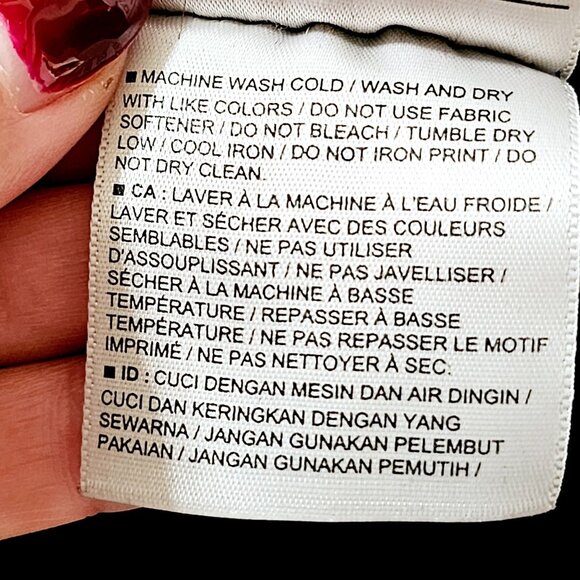 ■ MACHINE WASH COLD / WASH AND DRY
WITH LIKE COLORS / DO NOT USE FABRIC
SOFTENER / DO NOT BLEACH / TUMBLE DRY
LOW / COOL IRON / DO NOT IRON PRINT / DO
NOT DRY CLEAN.
■ CA : LAVER À LA MACHINE À L'EAU FROIDE /
LAVER ET SÉCHER AVEC DES COULEURS
SEMBLABLES / NE PAS UTILISER
D'ASSOUPLISSANT / NE PAS JAVELLISER /
SÉCHER À LA MACHINE À BASSE
TEMPÉRATURE / REPASSER À BASSE
TEMPÉRATURE / NE PAS REPASSER LE MOTIF
IMPRIMÉ / NE PAS NETTOYER À SEC.
■ ID : CUCI DENGAN MESIN DAN AIR DINGIN /
CUCI DAN KERINGKAN DENGAN YANG
SEWARNA / JANGAN GUNAKAN PELEMBUT
PAKAIAN / JANGAN GUNAKAN PEMUTIH /